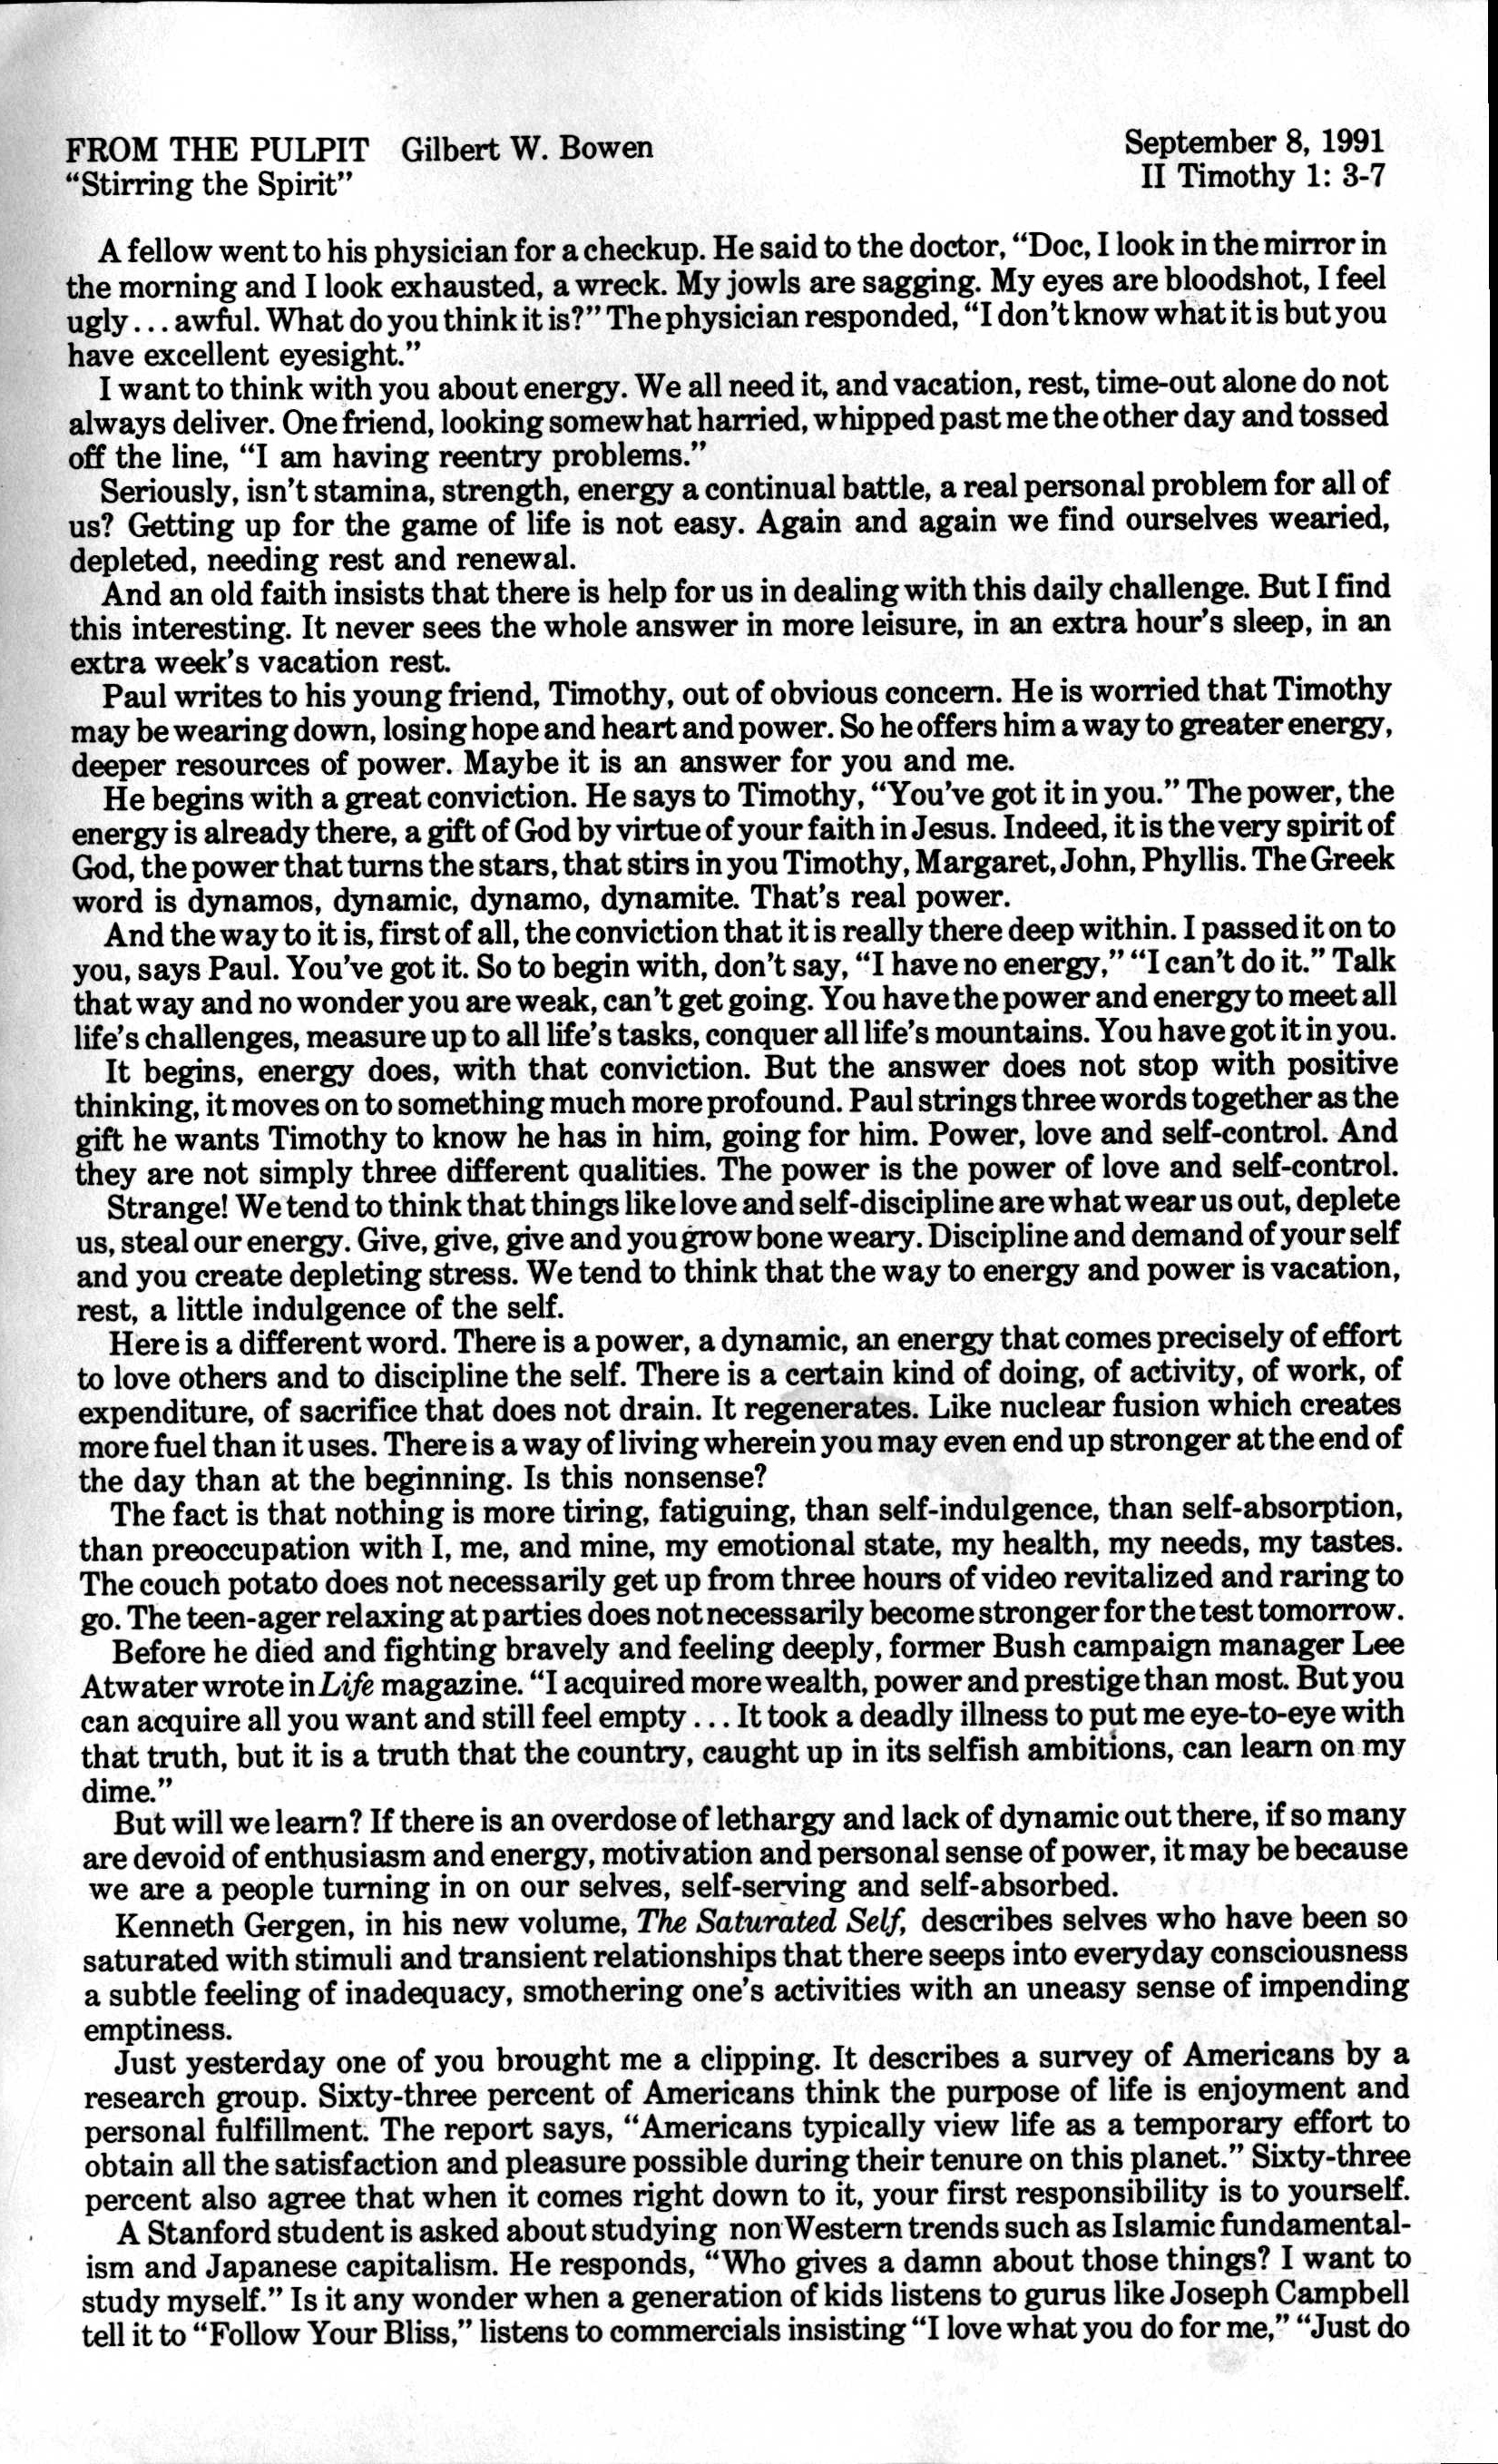 FROM THE PULPIT Gilbert W. Bowen September 8, 1991
"Stirring the Spirit" II Timothy 1: 3-7
A fellow went to his physician for a checkup. He said to the doctor, "Doc, I look in the mirror in
the morning and I look exhausted, a wreck. My jowls are sagging. My eyes are bloodshot, I feel
ugly ... awful. What do you think it is?" The physician responded, "I don't know what it is but you
have excellent eyesight."
I want to think with you about energy. We all need it, and vacation, rest, time-out alone do not
always deliver. One friend, looking somewhat harried, whipped past me the other day and tossed
off the line, "I am having reentry problems."
Seriously, isn't stamina, strength, energy a continual battle, a real personal problem for all of
us? Getting up for the game of life is not easy. Again and again we find ourselves wearied,
depleted, needing rest and renewal.
And an old faith insists that there is help for us in dealing with this daily challenge. But I find
this interesting. It never sees the whole answer in more leisure, in an extra hour's sleep, in an
extra week's vacation rest.
Paul writes to his young friend, Timothy, out of obvious concern. He is worried that Timothy
may be wearing down, losing hope and heart and power. So he offers him a way to greater energy,
deeper resources of power. Maybe it is an answer for you and me.
He begins with a great conviction. He says to Timothy, "You've got it in you." The power, the
energy is already there, a gift of God by virtue of your faith in Jesus. Indeed, it is the very spirit of
God, the power that turns the stars, that stirs in you Timothy, Margaret, John, Phyllis. The Greek
word is dynamos, dynamic, dynamo, dynamite. That's real power.
And the way to it is, first of all, the conviction that it is really there deep within. I passed it on to
you, says Paul. You've got it. So to begin with, don't say, "I have no energy," "I can't do it." Talk
that way and no wonder you are weak, can't get going. You have the power and energy to meet all
life's challenges, measure up to all life's tasks, conquer all life's mountains. You have got it in you.
It begins, energy does, with that conviction. But the answer does not stop with positive
thinking, it moves on to something much more profound. Paul strings three words together as the
gift he wants Timothy to know he has in him, going for him. Power, love and self-control. And
they are not simply three different qualities. The power is the power of love and self-control.
Strange! We tend to think that things like love and self-discipline are what wear us out, deplete
us, steal our energy. Give, give, give and you grow bone weary. Discipline and demand of your self
and you create depleting stress. We tend to think that the way to energy and power is vacation,
rest, a little indulgence of the self.
Here is a different word. There is a power, a dynamic, an energy that comes precisely of effort
to love others and to discipline the self. There is a certain kind of doing, of activity, of work, of
expenditure, of sacrifice that does not drain. It regenerates. Like nuclear fusion which creates
more fuel than it uses. There is a way of living wherein you may even end up stronger at the end of
the day than at the beginning. Is this nonsense?
The fact is that nothing is more tiring, fatiguing, than self-indulgence, than self-absorption,
than preoccupation with I, me, and mine, my emotional state, my health, my needs, my tastes.
The couch potato does not necessarily get up from three hours of video revitalized and raring to
go. The teen-ager relaxing at parties does not necessarily become stronger for the test tomorrow.
Before he died and fighting bravely and feeling deeply, former Bush campaign manager Lee
Atwater wrote in Life magazine. "I acquired more wealth, power and prestige than most. But you
can acquire all you want and still feel empty ... It took a deadly illness to put me eye-to-eye with
that truth, but it is a truth that the country, caught up in its selfish ambitions, can learn on my
dime."
But will we learn? If there is an overdose of lethargy and lack of dynamic out there, if so many
are devoid of enthusiasm and energy, motivation and personal sense of power, it may be because
we are a people turning in on our selves, self-serving and self-absorbed.
Kenneth Gergen, in his new volume, The Saturated Self, describes selves who have been so
saturated with stimuli and transient relationships that there seeps into everyday consciousness
a subtle feeling of inadequacy, smothering one's activities with an uneasy sense of impending
emptiness.
Just yesterday one of you brought me a clipping. It describes a survey of Americans by a
research group. Sixty-three percent of Americans think the purpose of life is enjoyment and
personal fulfillment. The report says, "Americans typically view life as a temporary effort to
obtain all the satisfaction and pleasure possible during their tenure on this planet." Sixty-three
percent also agree that when it comes right down to it, your first responsibility is to yourself.
A Stanford student is asked about studying nonWestern trends such as Islamic fundamental-
ism and Japanese capitalism. He responds, "Who gives a damn about those things? I want to
study myself." Is it any wonder when a generation of kids listens to gurus like Joseph Campbell
tell it to "Follow Your Bliss," listens to commercials insisting "I love what you do for me," "Just do